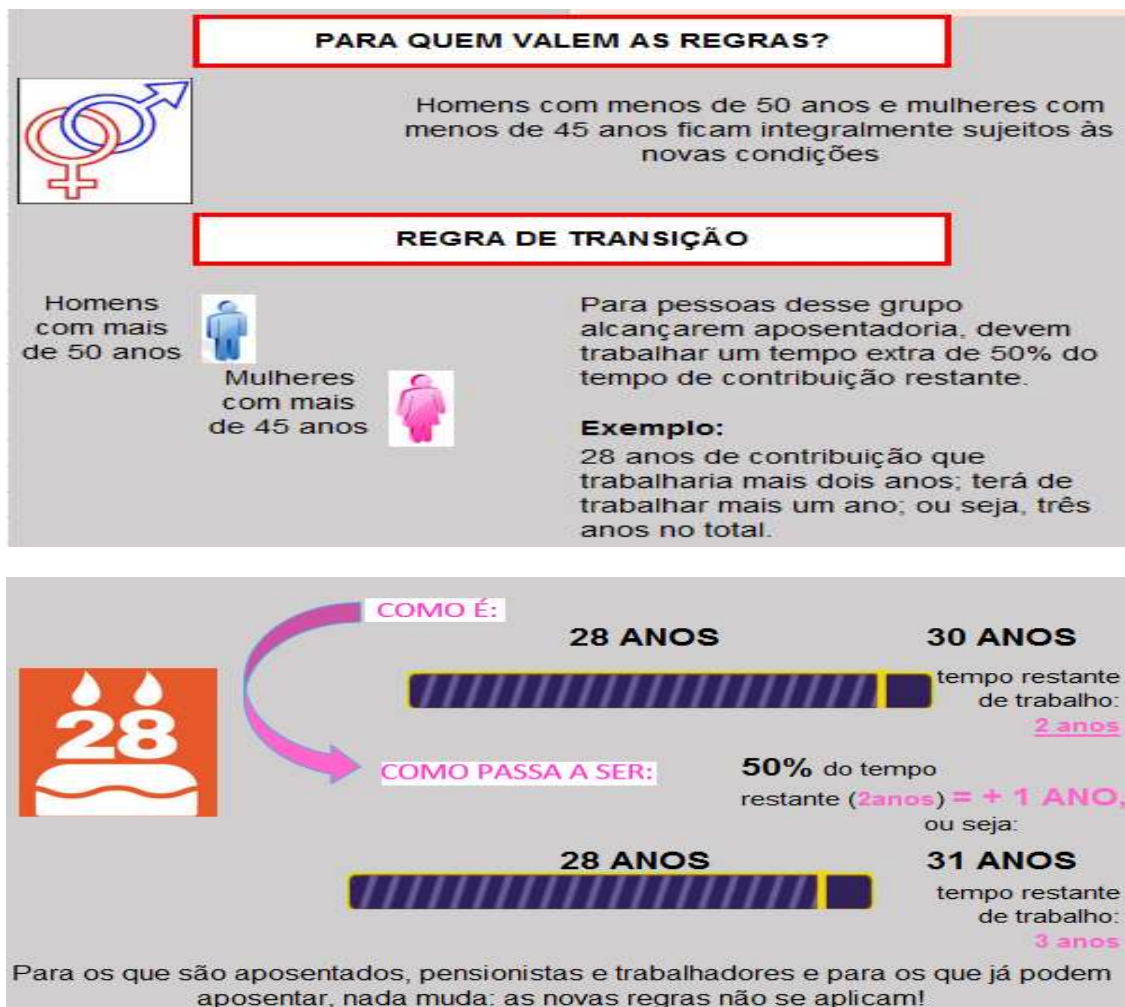 PARA QUEM VALEM AS REGRAS?
Homens com menos de 50 anos e mulheres com
menos de 45 anos ficam integralmente sujeitos às
novas condições
REGRA DE TRANSIÇÃO
Homens
com mais
de 50 anos
Mulheres
com mais
de 45 anos
Para pessoas desse grupo
alcançarem aposentadoria, devem
trabalhar um tempo extra de 50% do
tempo de contribuição restante.
Exemplo:
28 anos de contribuição que
trabalharia mais dois anos; terá de
trabalhar mais um ano; ou seja, três
anos no total.
28
COMO É:
28 ANOS 30 ANOS
tempo restante
de trabalho:
2 anos
COMO PASSA A SER:
50% do tempo
restante (2anos) = + 1 ANO,
ou seja:
28 ANOS 31 ANOS
tempo restante
de trabalho:
3 anos
Para os que são aposentados, pensionistas e trabalhadores e para os que já podem
aposentar, nada muda: as novas regras não se aplicam!